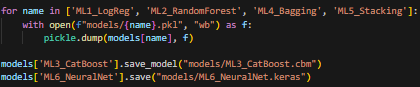 for name in ['ML1_LogReg', 'ML2_RandomForest', 'ML4_Bagging', 'ML5_Stacking']:
    with open(f"models/{name}.pkl", "wb") as f:
        pickle.dump(models[name], f)

models['ML3_CatBoost'].save_model("models/ML3_CatBoost.cbm")
models['ML6_NeuralNet'].save("models/ML6_NeuralNet.keras")